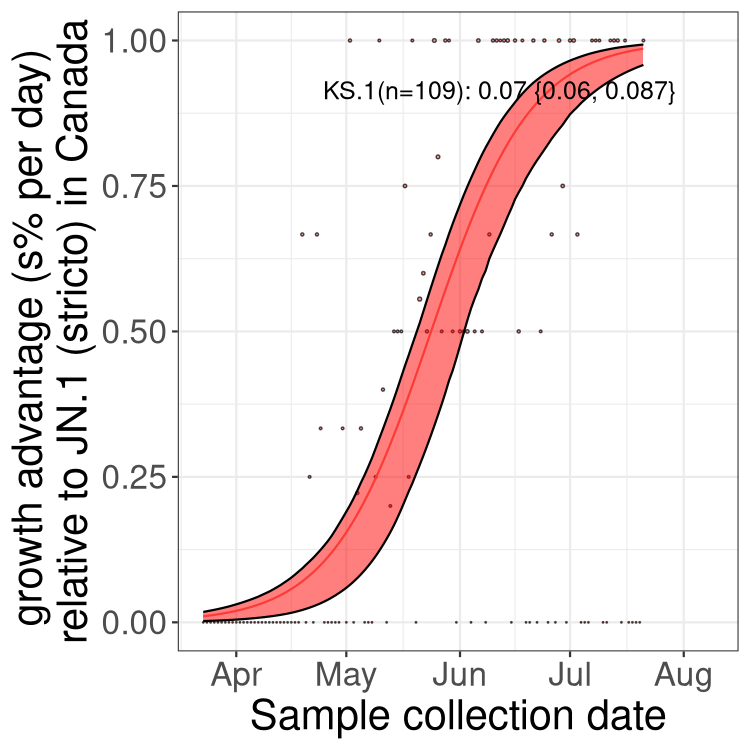 growth advantage (s% per day)
relative to JN.1 (stricto) in Canada
1.00
0.75
0.50
0.25
0.00
KS.1(n=109): 0.07 {0.06, 0.087}
Apr May Jun Jul Aug
Sample collection date